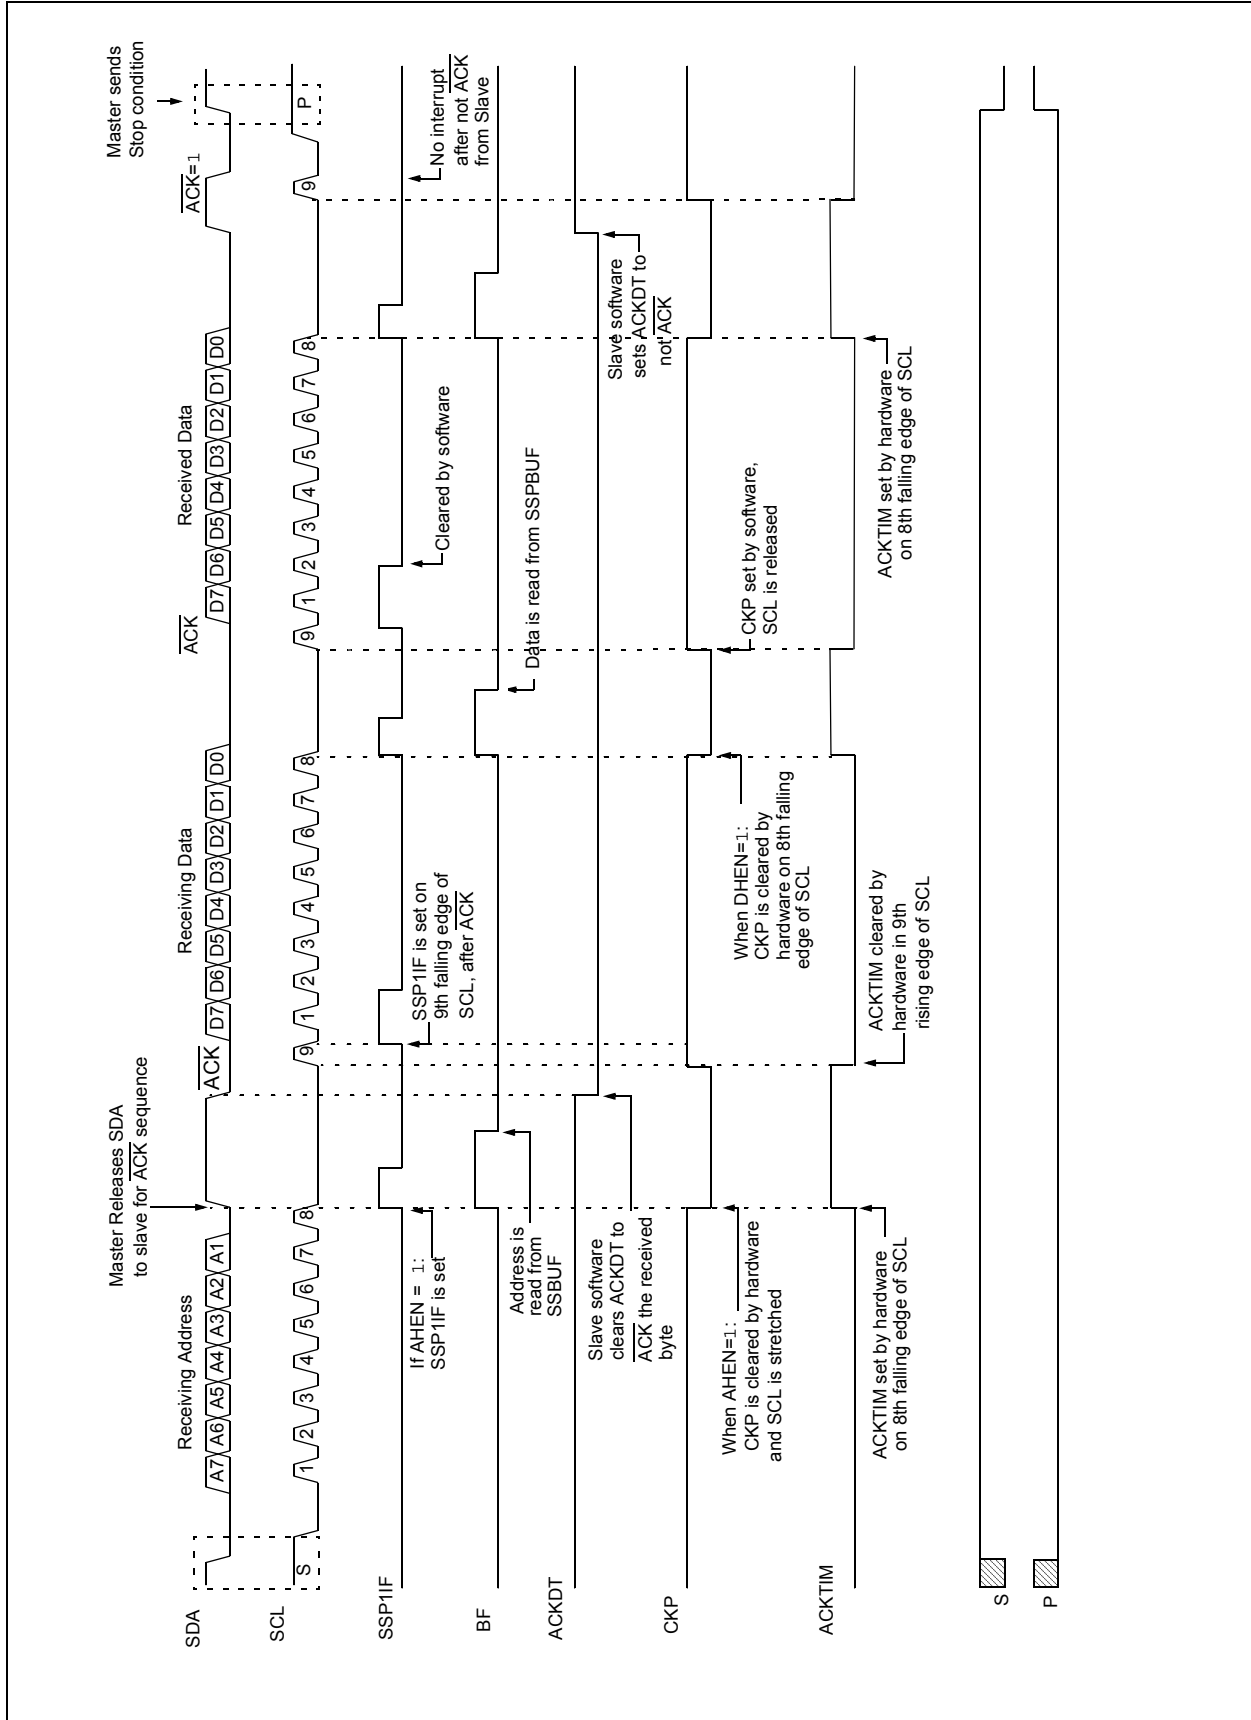 Master Releases SDA
to slave for ACK sequence
Master sends
Stop condition
Receiving Address
Receiving Data
Received Data
ACK
ACK
ACK=1
SDA
A7 A6 A5 A4 A3 A2 A1
D7 D6 D5 D4 D3 D2 D1 D0
D7 D6 D5 D4 D3 D2 D1 D0
SCL
S
1 2 3 4 5 6 7 8 9
1 2 3 4 5 6 7 8 9
1 2 3 4 5 6 7 8 9
P
SSP1IF
If AHEN = 1:
SSP1IF is set
SSP1IF is set on
9th falling edge of
SCL, after ACK
Cleared by software
No interrupt
after not ACK
from Slave
BF
Address is
read from
SSBUF
Data is read from SSPBUF
ACKDT
Slave software
clears ACKDT to
ACK the received
byte
Slave software
sets ACKDT to
not ACK
CKP
When AHEN=1:
CKP is cleared by hardware
and SCL is stretched
When DHEN=1:
CKP is cleared by
hardware on 8th falling
edge of SCL
CKP set by software,
SCL is released
ACKTIM
ACKTIM set by hardware
on 8th falling edge of SCL
ACKTIM cleared by
hardware in 9th
rising edge of SCL
ACKTIM set by hardware
on 8th falling edge of SCL
S
P